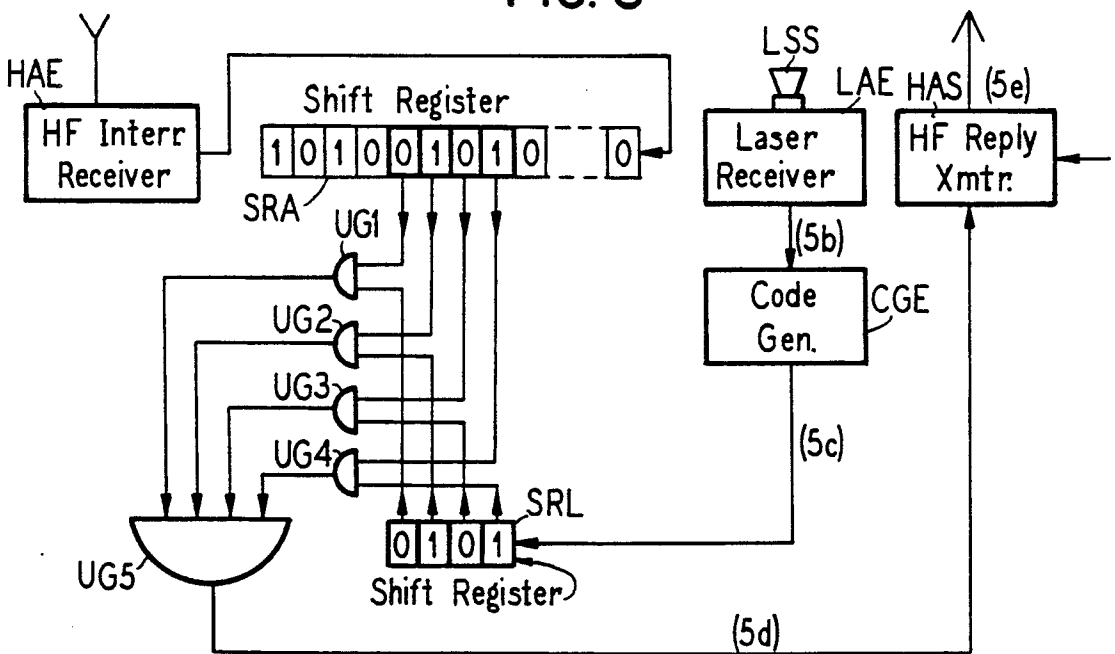 HAE
HF Interr.
Receiver
Shift Register
1 0 1 0 0 1 0 1 0 0
SRA
LSS
LAE
Laser
Receiver
HAS
(5e)
HF Reply
Xmtr.
(5b)
Code
Gen.
CGE
(5c)
UG1
UG2
UG3
UG4
UG5
SRL
0 1 0 1
Shift Register
(5d)